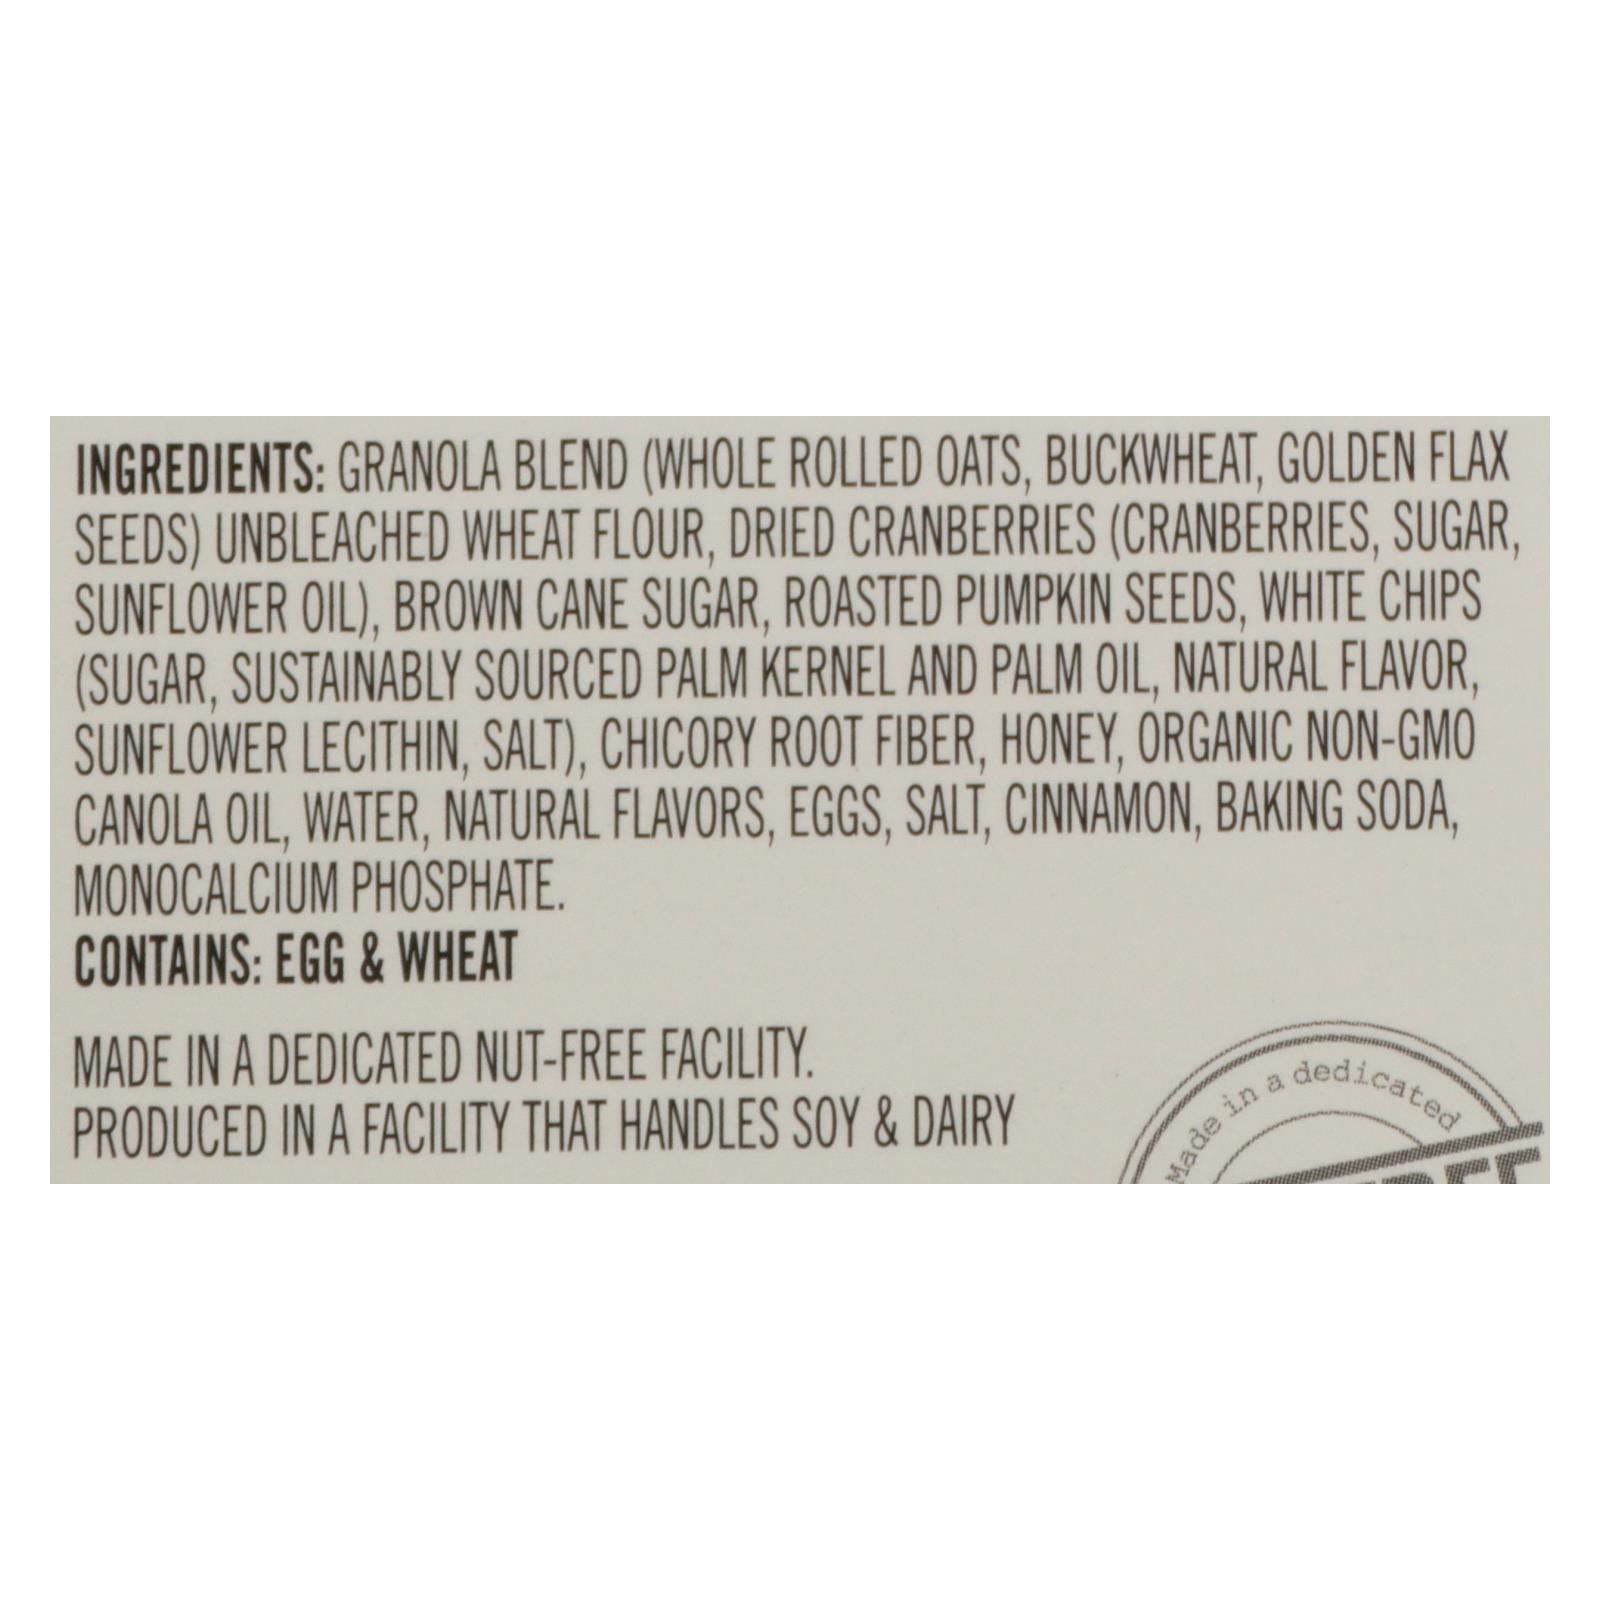 INGREDIENTS: GRANOLA BLEND (WHOLE ROLLED OATS, BUCKWHEAT, GOLDEN FLAX
SEEDS) UNBLEACHED WHEAT FLOUR, DRIED CRANBERRIES (CRANBERRIES, SUGAR,
SUNFLOWER OIL), BROWN CANE SUGAR, ROASTED PUMPKIN SEEDS, WHITE CHIPS
(SUGAR, SUSTAINABLY SOURCED PALM KERNEL AND PALM OIL, NATURAL FLAVOR,
SUNFLOWER LECITHIN, SALT), CHICORY ROOT FIBER, HONEY, ORGANIC NON-GMO
CANOLA OIL, WATER, NATURAL FLAVORS, EGGS, SALT, CINNAMON, BAKING SODA,
MONOCALCIUM PHOSPHATE.
CONTAINS: EGG & WHEAT
MADE IN A DEDICATED NUT-FREE FACILITY.
PRODUCED IN A FACILITY THAT HANDLES SOY & DAIRY
Made in a dedicated